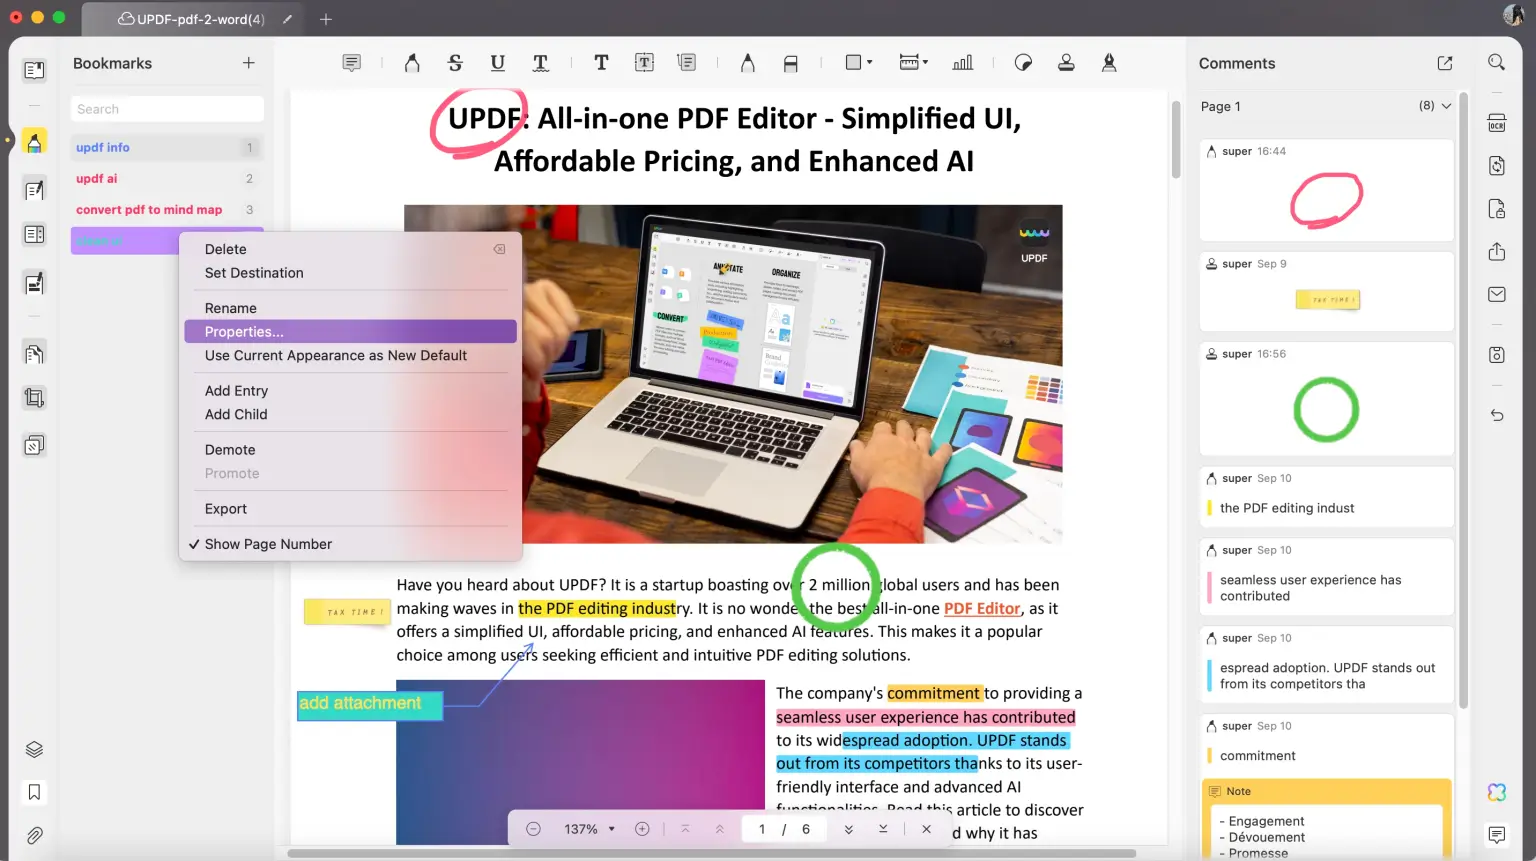 UPDF-pdf-2-word(4)
Bookmarks
Search
updf info 1
updf ai 2
convert pdf to mind map 3
Delete
Set Destination
Rename
Properties...
Use Current Appearance as New Default
Add Entry
Add Child
Demote
Promote
Export
✓ Show Page Number
UPDF: All-in-one PDF Editor - Simplified UI,
Affordable Pricing, and Enhanced AI
UPDF
ANNOTATE
ORGANIZE
CONVERT
Aa
Brand
Have you heard about UPDF? It is a startup boasting over 2 million global users and has been
making waves in the PDF editing industry. It is no wonder the best all-in-one PDF Editor, as it
offers a simplified UI, affordable pricing, and enhanced AI features. This makes it a popular
choice among users seeking efficient and intuitive PDF editing solutions.
TAX TIME!
add attachment
The company's commitment to providing a
seamless user experience has contributed
to its widespread adoption. UPDF stands
out from its competitors thanks to its user-
friendly interface and advanced AI
functionalities. Read this article to discover
d why it has
137%
1 / 6
Comments
Page 1 (8)
super 16:44
super Sep 9
TAX TIME!
super 16:56
super Sep 10
the PDF editing indust
super Sep 10
seamless user experience has
contributed
super Sep 10
espread adoption. UPDF stands out
from its competitors tha
super Sep 10
commitment
Note
- Engagement
- Dévouement
- Promesse
OCR